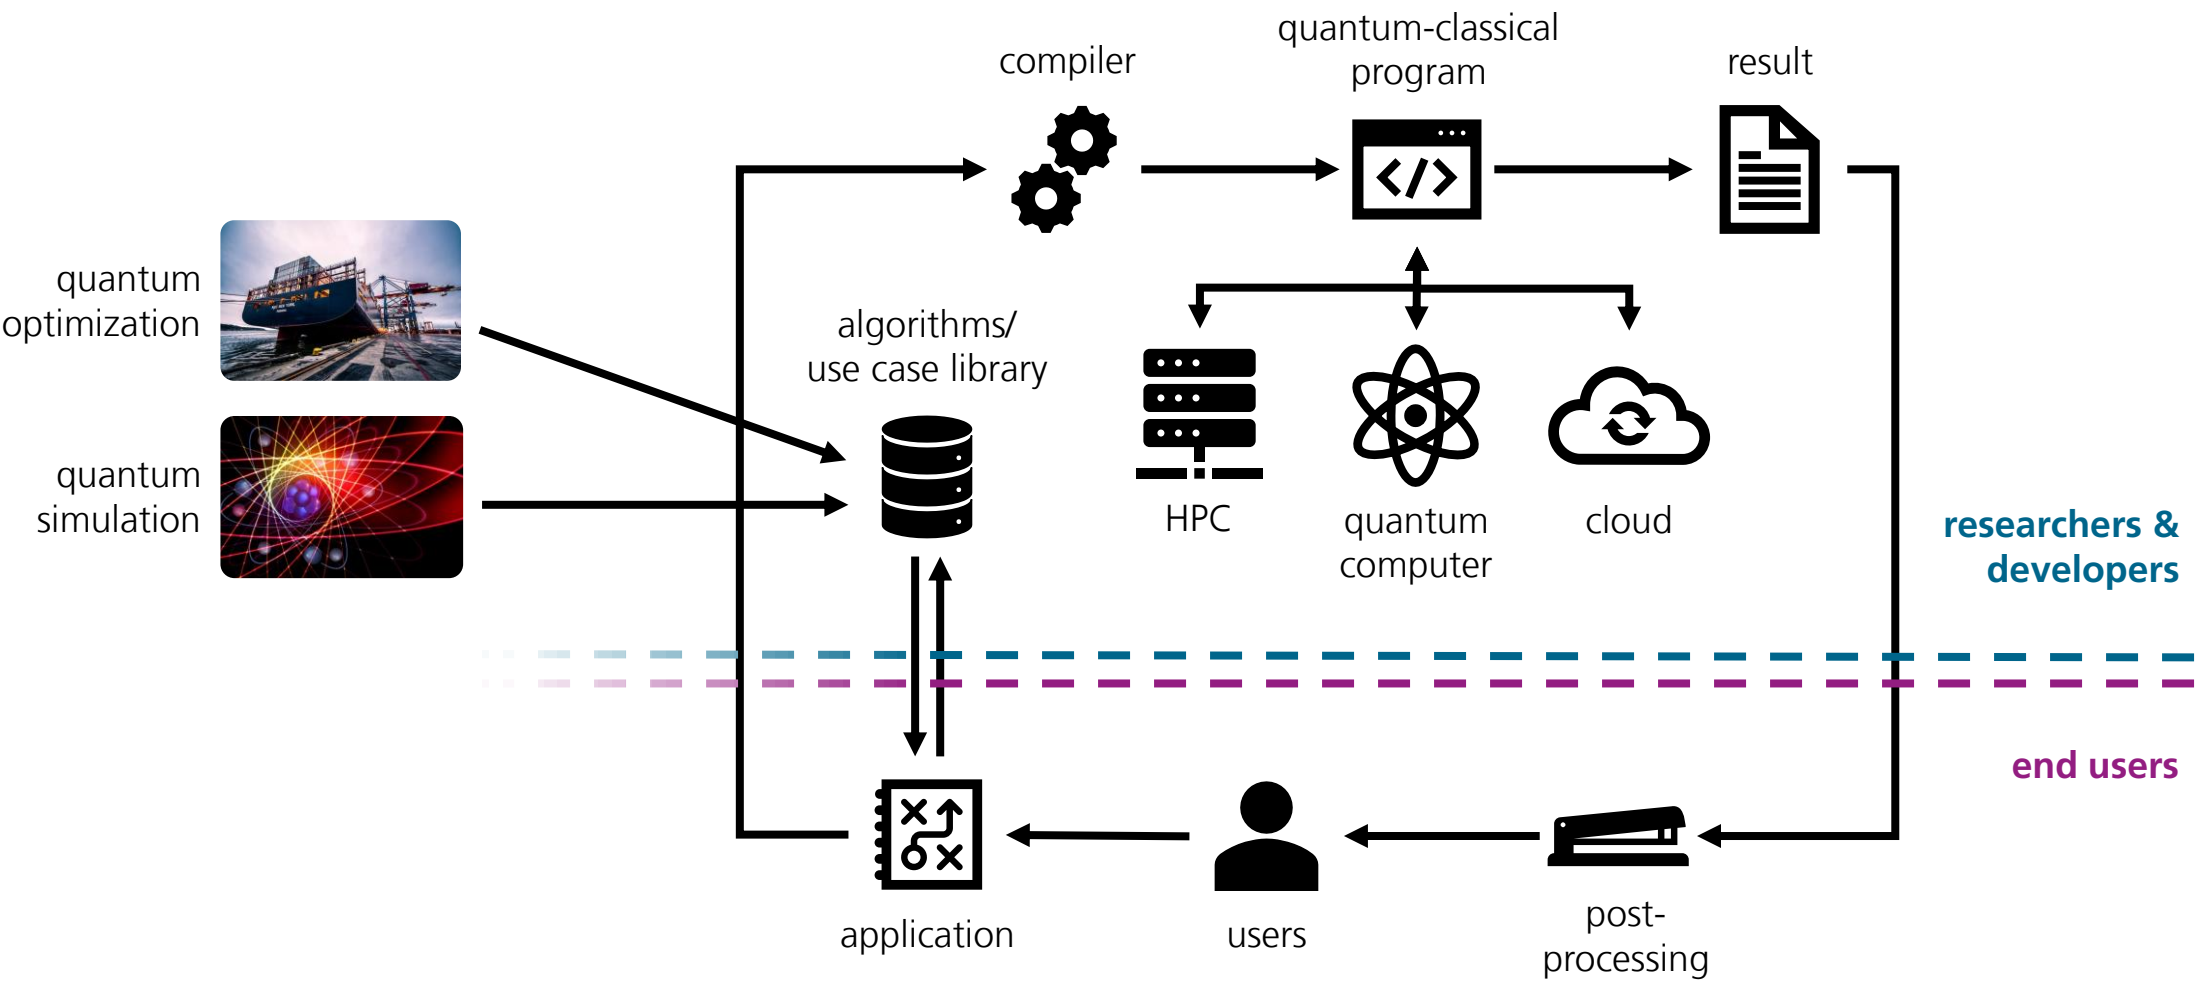 quantum-classical
program
compiler
result
quantum
optimization
algorithms/
use case library
quantum
simulation
HPC
quantum
computer
cloud
researchers &
developers
end users
application
users
post-
processing